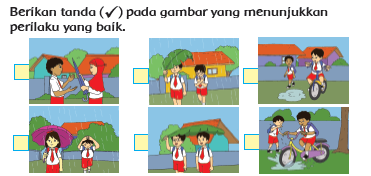 Berikan tanda (✓) pada gambar yang menunjukkan
perilaku yang baik.